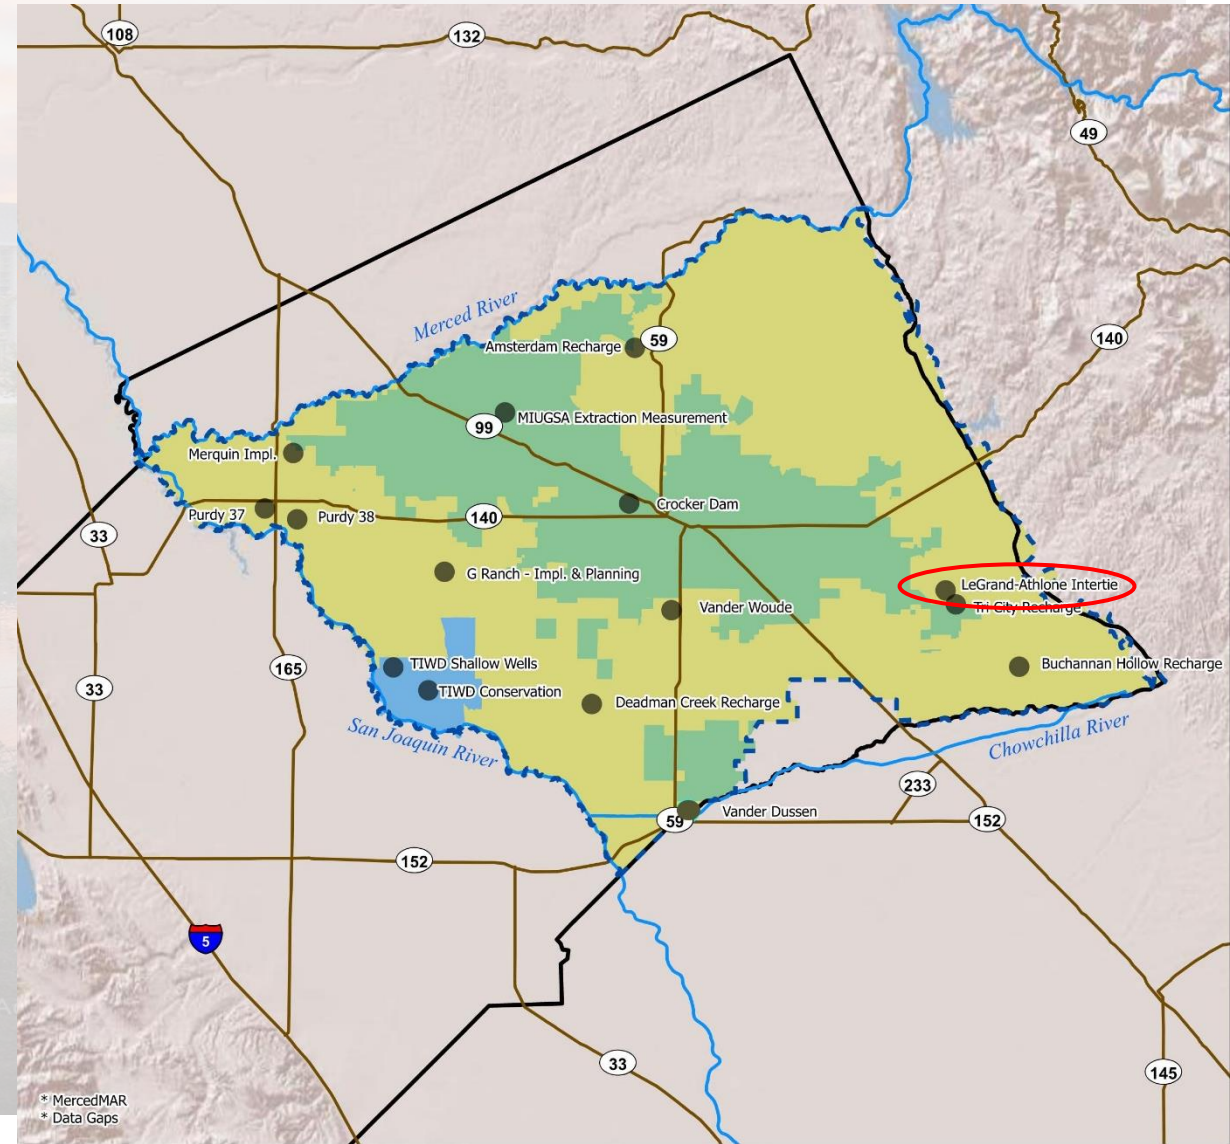 108
132
49
Merced River
59
Amsterdam Recharge
140
MIUGSA Extraction Measurement
99
Merquin Impl.
Crocker Dam
Purdy 37
Purdy 38
140
33
G Ranch - Impl. & Planning
LeGrand-Athlone Intertie
Tri City Recharge
Vander Woude
TIWD Shallow Wells
165
Buchannan Hollow Recharge
33
TIWD Conservation
Deadman Creek Recharge
San Joaquin River
Chowchilla River
233
Vander Dussen
59
152
152
5
33
145
* MercedMAR
* Data Gaps